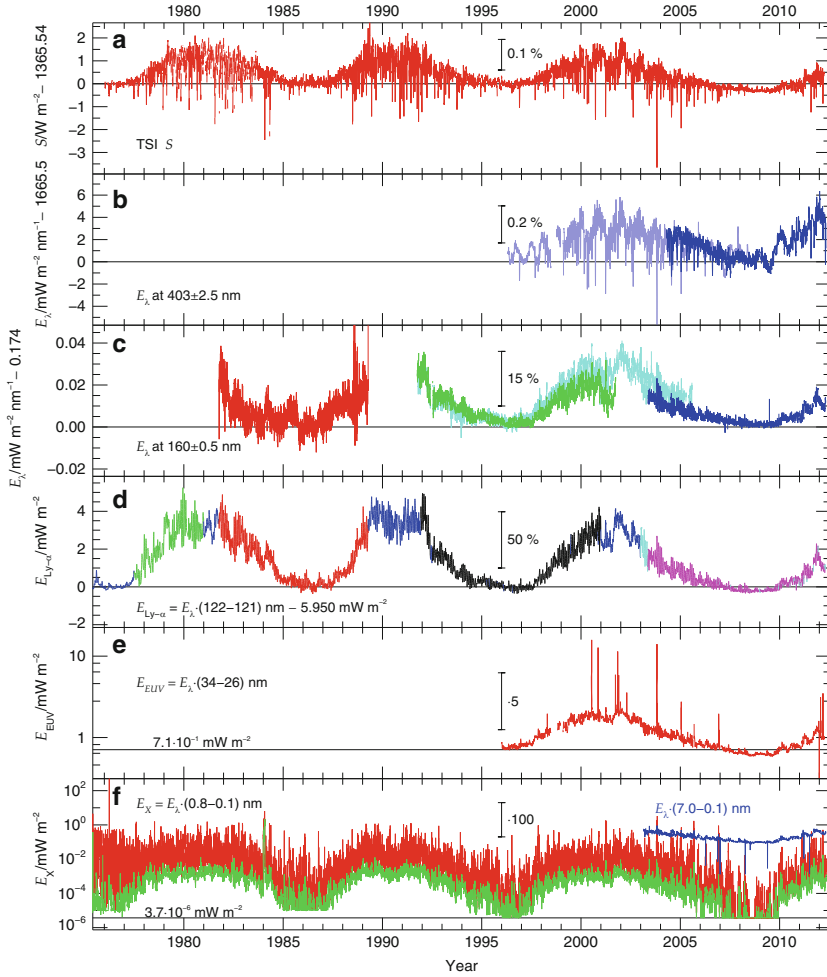 1980 1985 1990 1995 2000 2005 2010
a
S/W m⁻² – 1365.54
2
1
0
−1
−2
−3
0.1 %
TSI S
b
E_λ/mW m⁻² nm⁻¹ – 1665.5
6
4
2
0
−2
−4
0.2 %
E_λ at 403±2.5 nm
c
E_λ/mW m⁻² nm⁻¹ – 0.174
0.04
0.02
0.00
−0.02
15 %
E_λ at 160±0.5 nm
d
E_Ly−α/mW m⁻²
4
2
0
−2
50 %
E_Ly−α = E_λ·(122–121) nm – 5.950 mW m⁻²
e
E_EUV/mW m⁻²
10
1
·5
E_EUV = E_λ·(34–26) nm
7.1·10⁻¹ mW m⁻²
f
E_X/mW m⁻²
10²
10⁰
10⁻²
10⁻⁴
10⁻⁶
E_X = E_λ·(0.8–0.1) nm
·100
E_λ·(7.0–0.1) nm
3.7·10⁻⁶ mW m⁻²
1980 1985 1990 1995 2000 2005 2010
Year